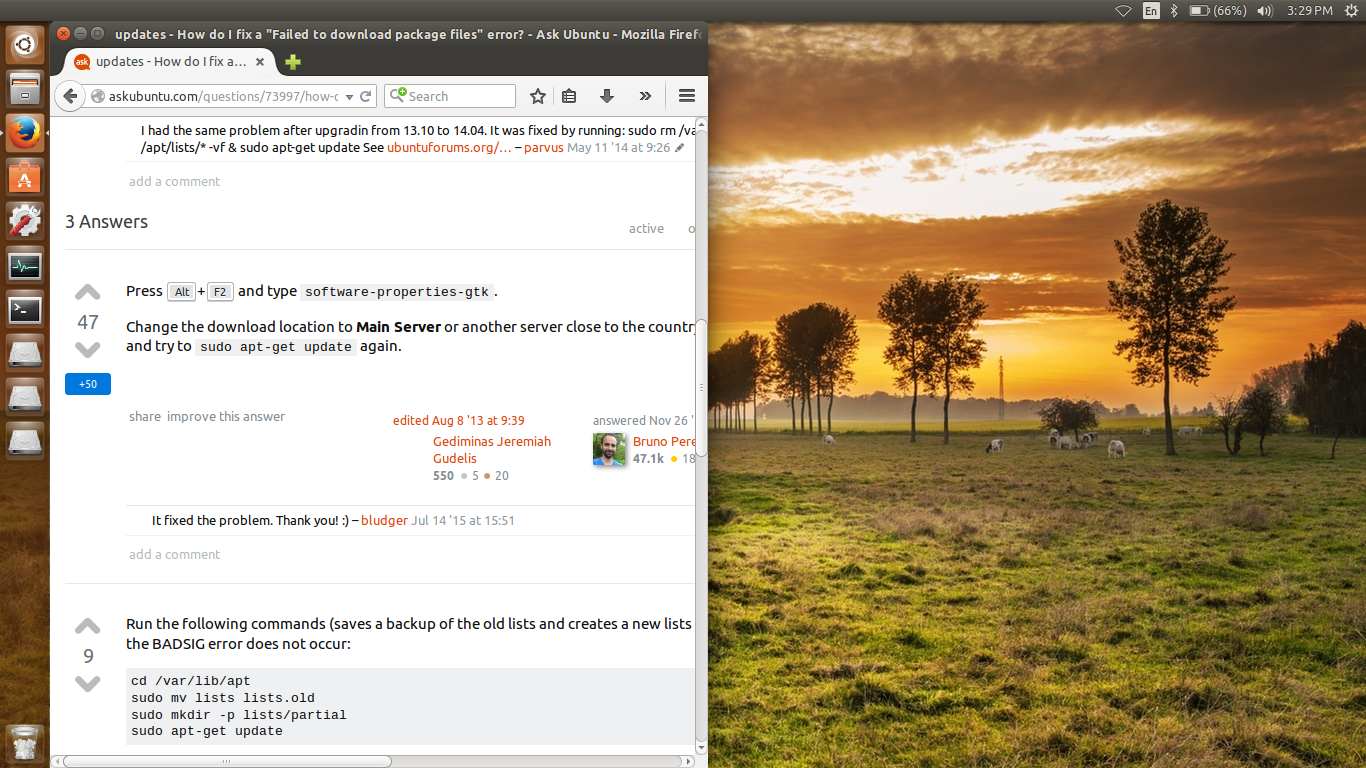 En (66%) 3:29 PM
updates - How do I fix a "Failed to download package files" error? - Ask Ubuntu - Mozilla Firef
ask updates - How do I fix a...
askubuntu.com/questions/73997/how-c Search
I had the same problem after upgradin from 13.10 to 14.04. It was fixed by running: sudo rm /va
/apt/lists/* -vf & sudo apt-get update See ubuntuforums.org/... – parvus May 11 '14 at 9:26
add a comment
3 Answers
active o
Press Alt + F2 and type software-properties-gtk.
47
Change the download location to Main Server or another server close to the country
and try to sudo apt-get update again.
+50
share improve this answer
edited Aug 8 '13 at 9:39
Gediminas Jeremiah
Gudelis
550 5 20
answered Nov 26 '
Bruno Pere
47.1k 18
It fixed the problem. Thank you! :) – bludger Jul 14 '15 at 15:51
add a comment
Run the following commands (saves a backup of the old lists and creates a new lists
the BADSIG error does not occur:
9
cd /var/lib/apt
sudo mv lists lists.old
sudo mkdir -p lists/partial
sudo apt-get update